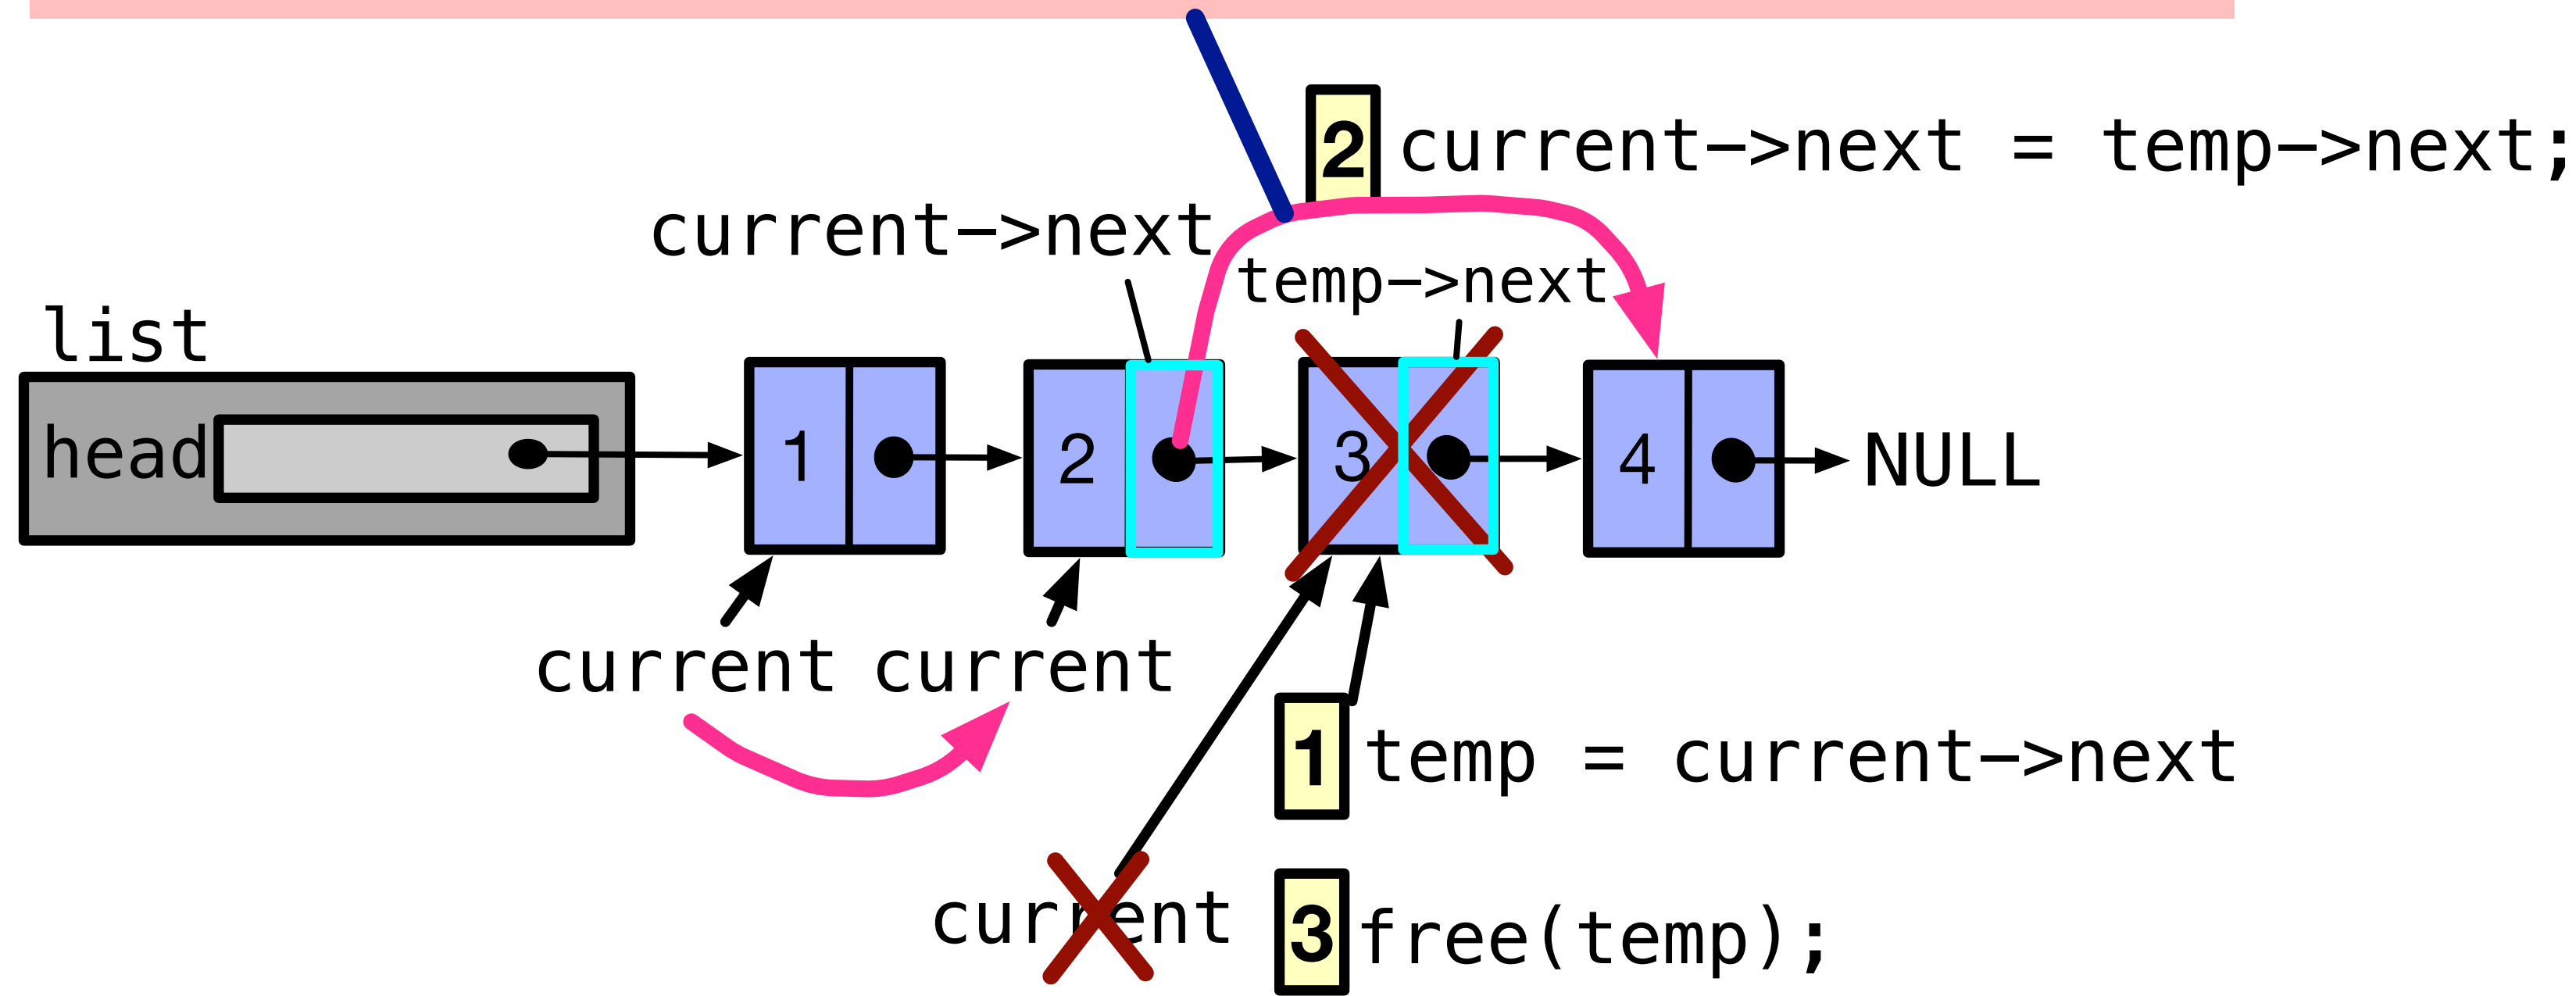 2 current->next = temp->next;
current->next
temp->next
list
head
1
2
3
4
NULL
current current
1 temp = current->next
current
3 free(temp);